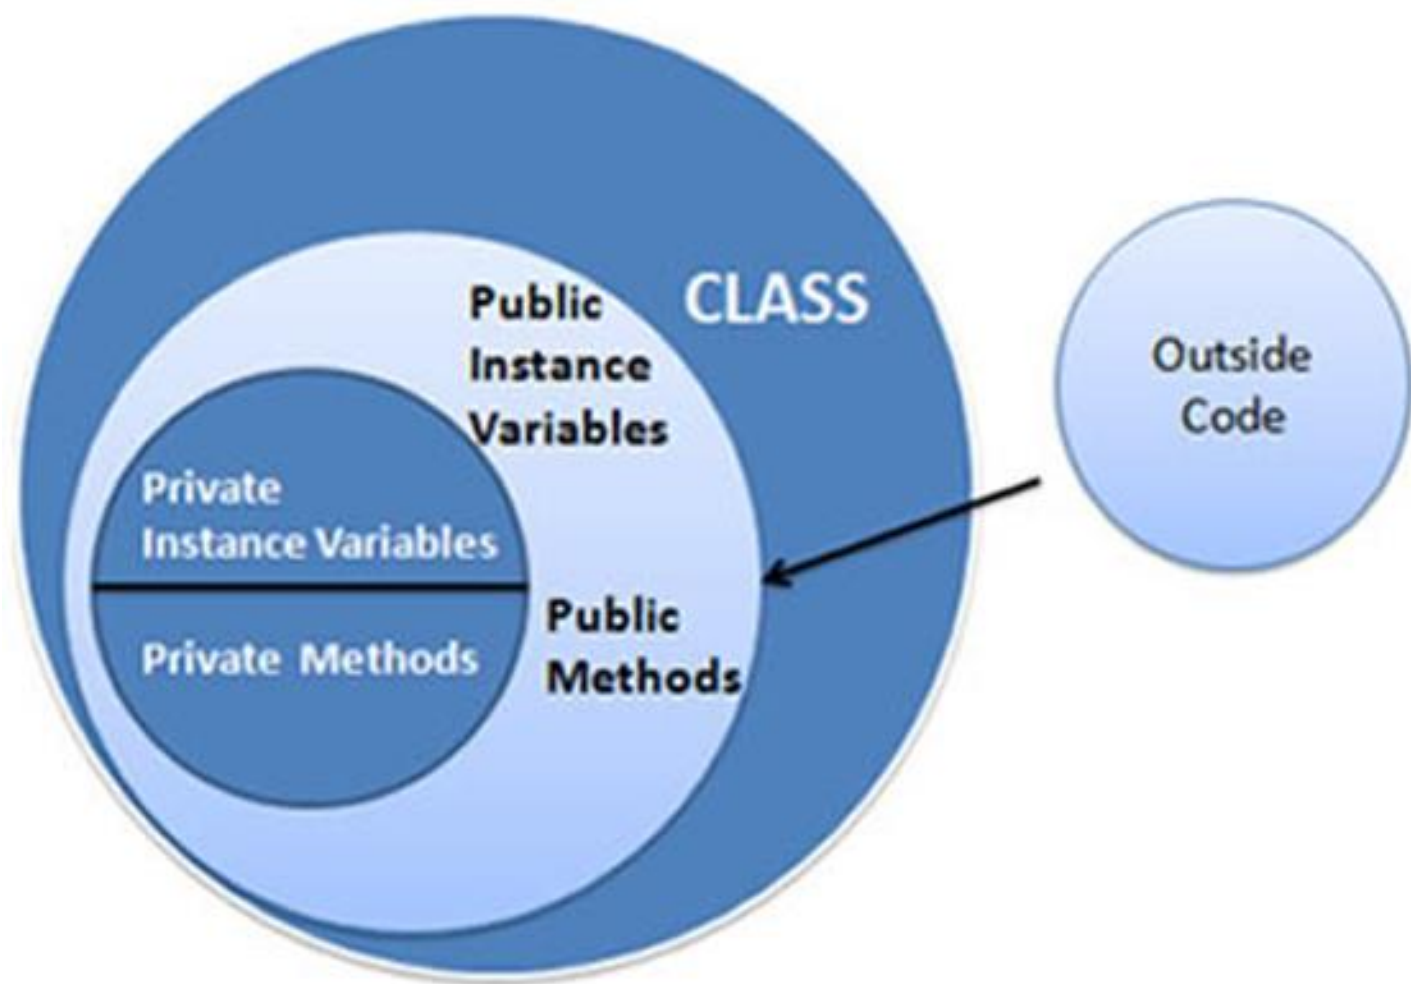 CLASS
Public
Instance
Variables
Private
Instance Variables
Private Methods
Public
Methods
Outside
Code